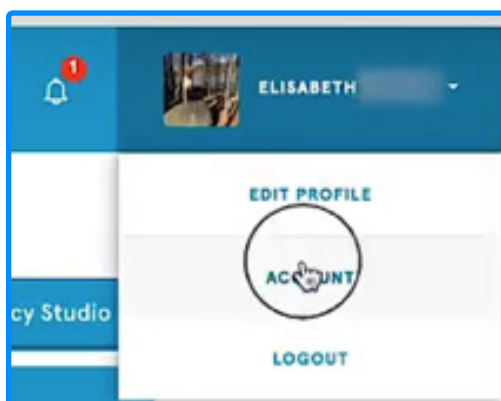 1
ELISABETH
EDIT PROFILE
ACCOUNT
cy Studio
LOGOUT